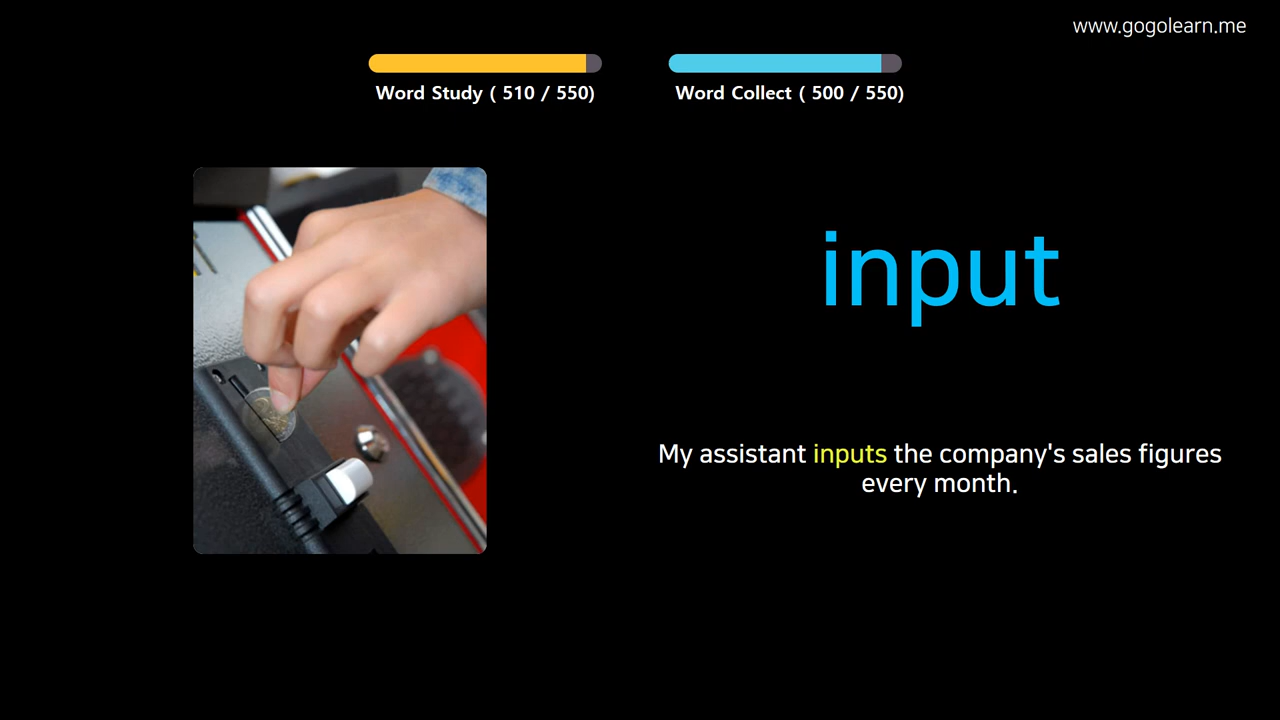 www.gogolearn.me
Word Study ( 510 / 550)
Word Collect ( 500 / 550)
input
My assistant inputs the company's sales figures
every month.